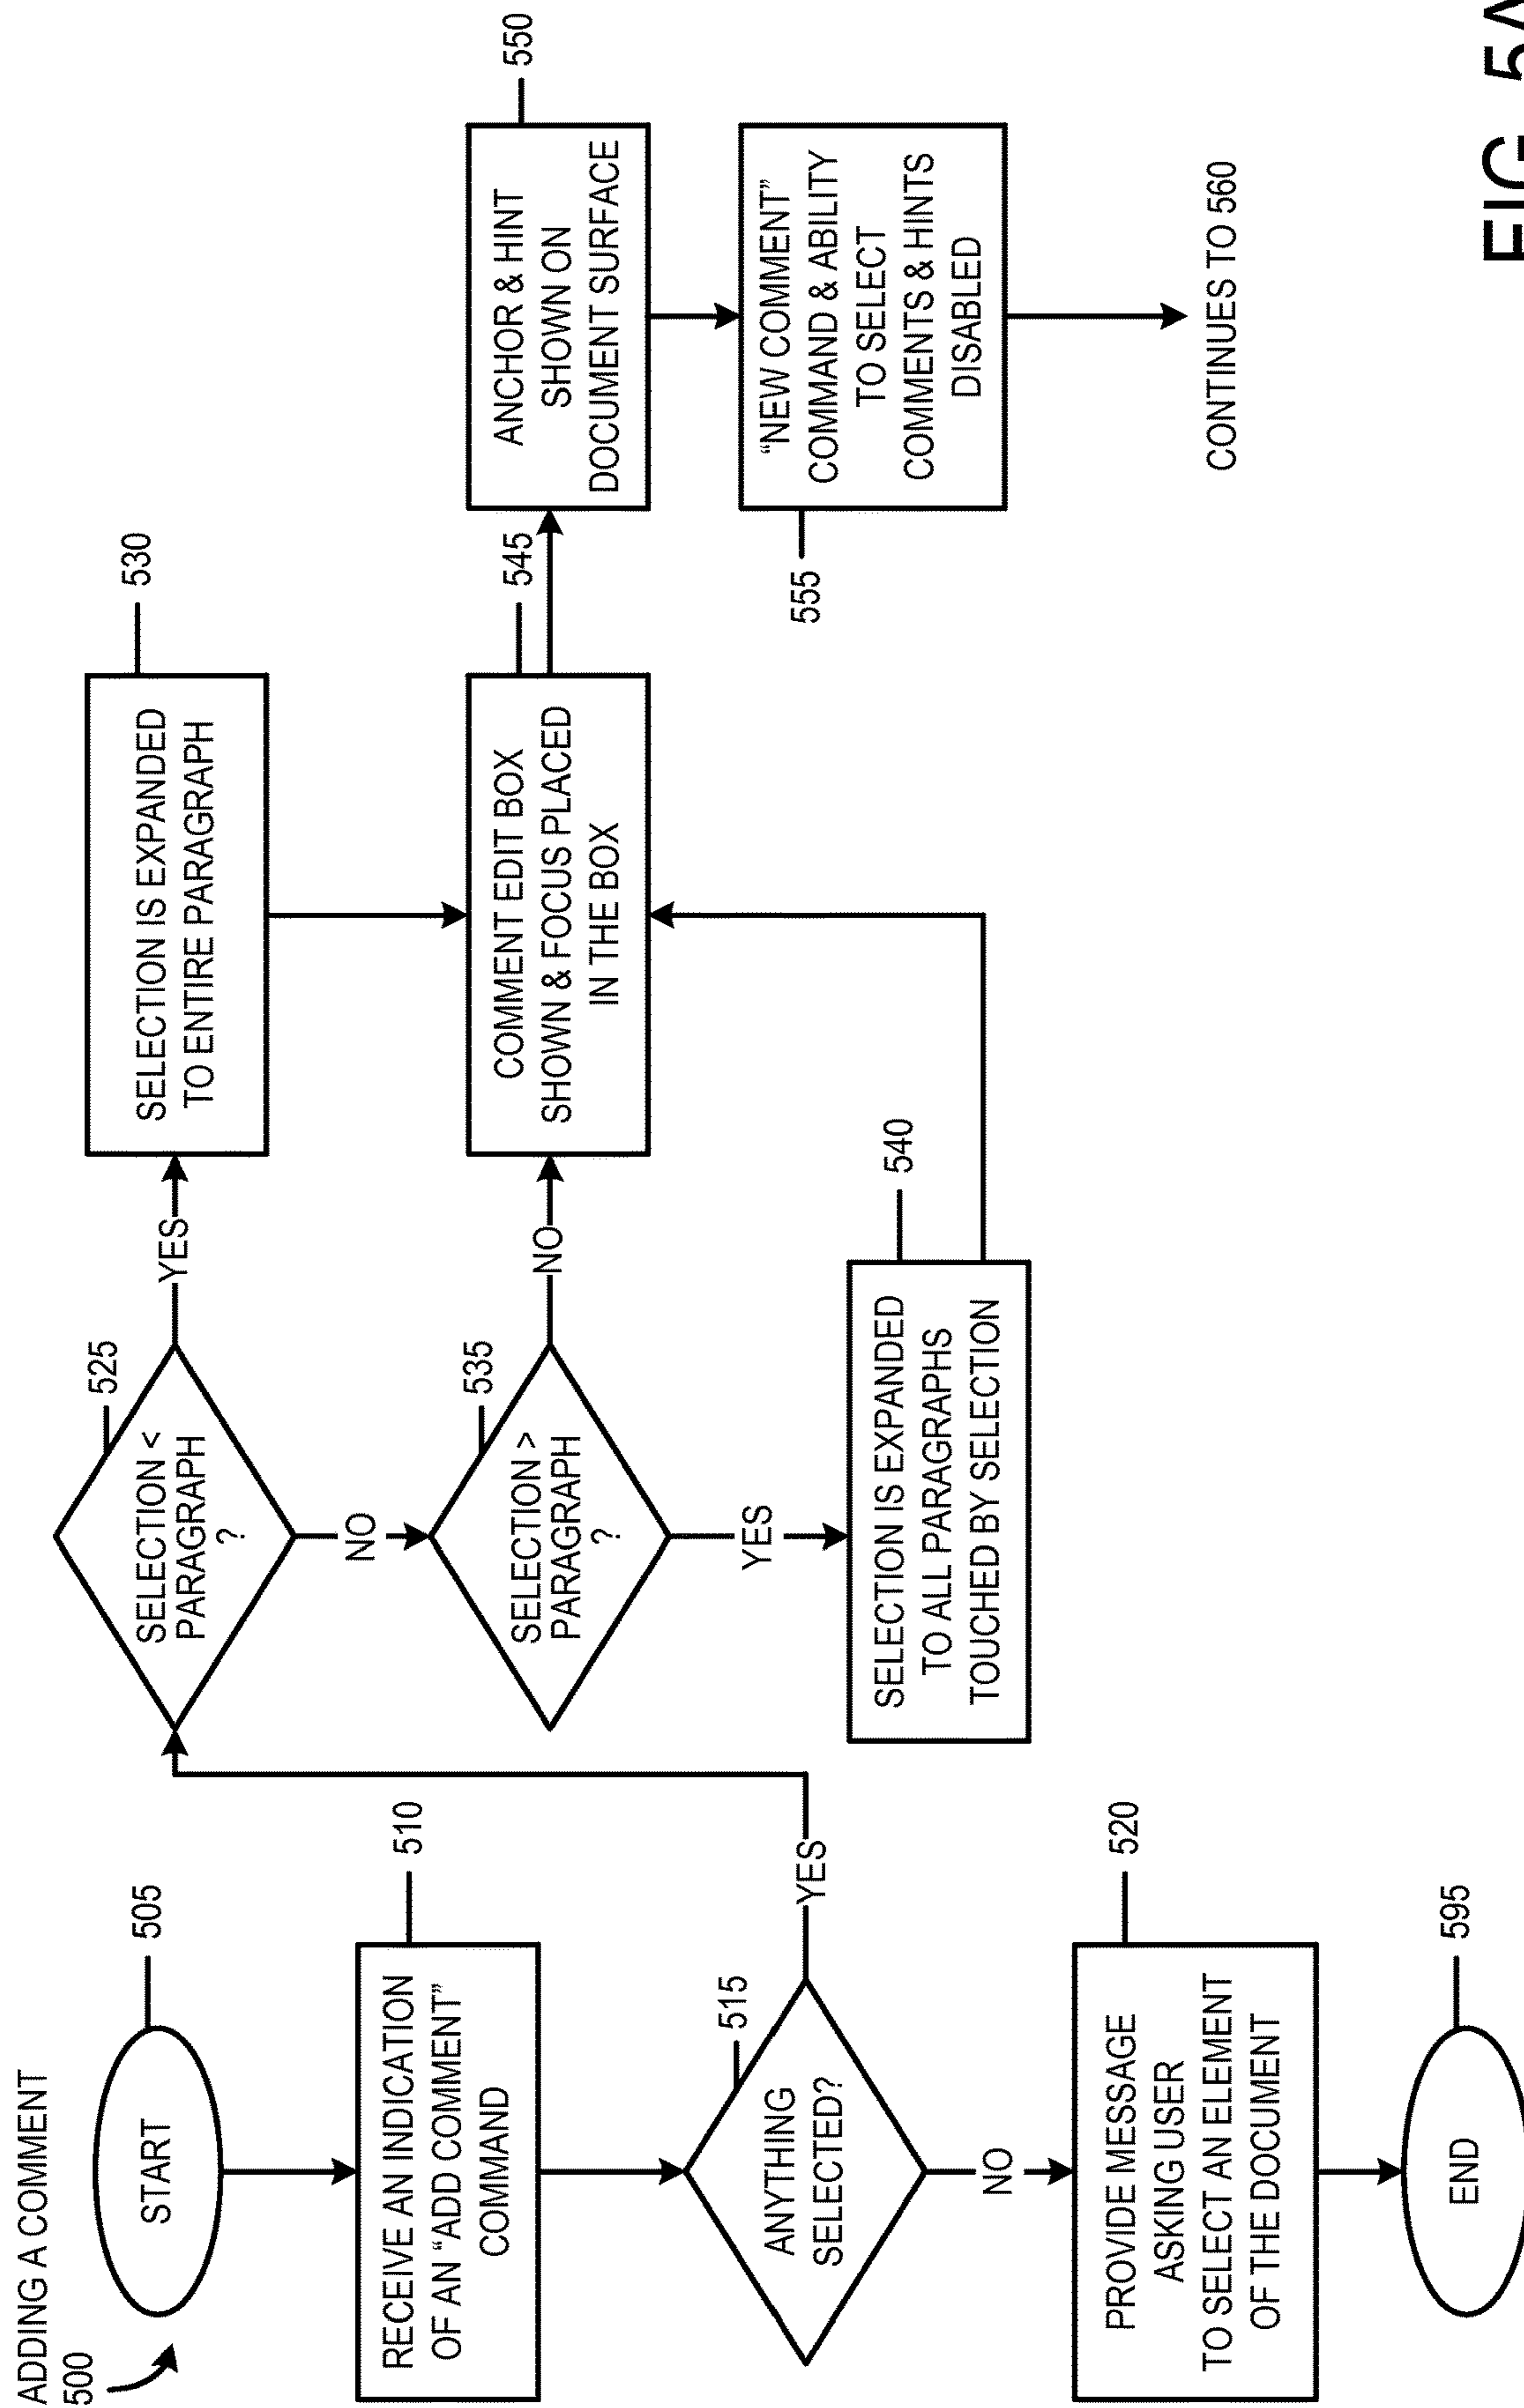 ADDING A COMMENT
500
START
505
RECEIVE AN INDICATION
OF AN "ADD COMMENT"
COMMAND
510
ANYTHING
SELECTED?
515
YES
NO
PROVIDE MESSAGE
ASKING USER
TO SELECT AN ELEMENT
OF THE DOCUMENT
520
END
595
SELECTION <
PARAGRAPH
?
525
YES
NO
SELECTION IS EXPANDED
TO ENTIRE PARAGRAPH
530
SELECTION >
PARAGRAPH
?
535
NO
YES
SELECTION IS EXPANDED
TO ALL PARAGRAPHS
TOUCHED BY SELECTION
540
COMMENT EDIT BOX
SHOWN & FOCUS PLACED
IN THE BOX
545
ANCHOR & HINT
SHOWN ON
DOCUMENT SURFACE
550
“NEW COMMENT”
COMMAND & ABILITY
TO SELECT
COMMENTS & HINTS
DISABLED
555
CONTINUES TO 560
FIG. 5A